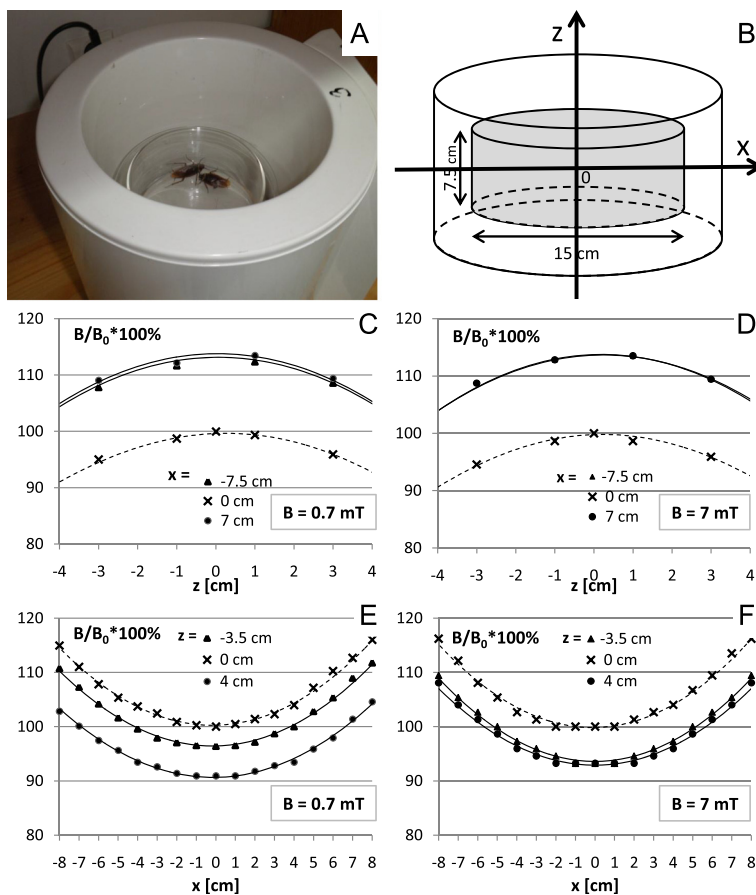 A
B
z
x
0
7.5 cm
15 cm
C
B/B₀*100%
120
110
100
90
80
x =
-7.5 cm
0 cm
7 cm
B = 0.7 mT
-4 -3 -2 -1 0 1 2 3 4
z [cm]
D
B/B₀*100%
120
110
100
90
80
x =
-7.5 cm
0 cm
7 cm
B = 7 mT
-4 -3 -2 -1 0 1 2 3 4
z [cm]
E
B/B₀*100%
z = -3.5 cm
0 cm
4 cm
120
110
100
90
80
B = 0.7 mT
-8 -7 -6 -5 -4 -3 -2 -1 0 1 2 3 4 5 6 7 8
x [cm]
F
B/B₀*100%
z = -3.5 cm
0 cm
4 cm
120
110
100
90
80
B = 7 mT
-8 -7 -6 -5 -4 -3 -2 -1 0 1 2 3 4 5 6 7 8
x [cm]